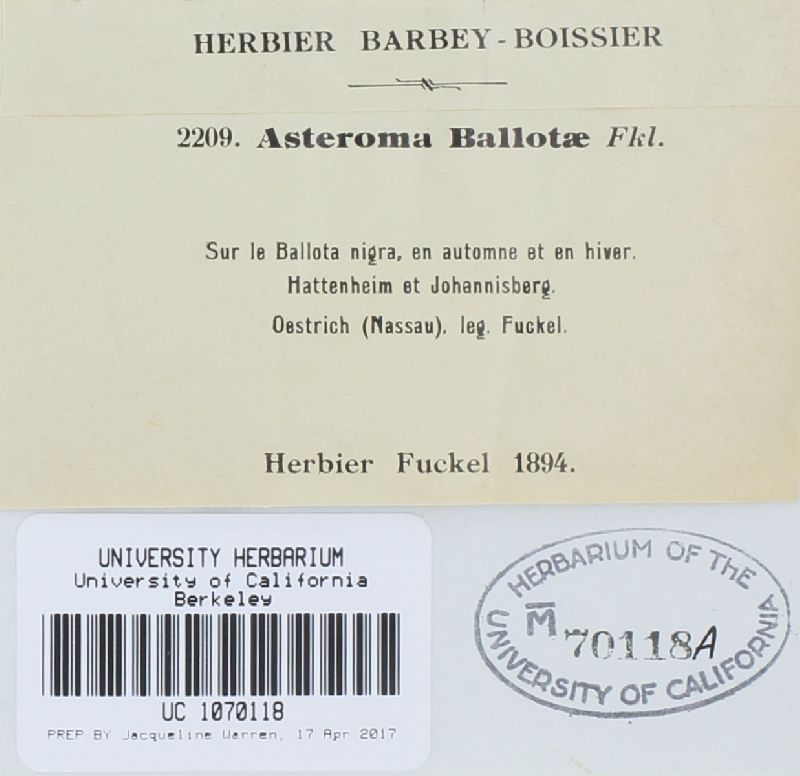 HERBIER BARBEY-BOISSIER
2209. Asteroma Ballotæ Fkl.
Sur le Ballota nigra, en automne et en hiver.
Hattenheim et Johannisberg.
Oestrich (Nassau), leg. Fuckel.
Herbier Fuckel 1894.
UNIVERSITY HERBARIUM
University of California
Berkeley
UC 1070118
PREP BY Jacqueline Warren, 17 Apr 2017
HERBARIUM OF THE
M̅ 70118A
UNIVERSITY OF CALIFORNIA